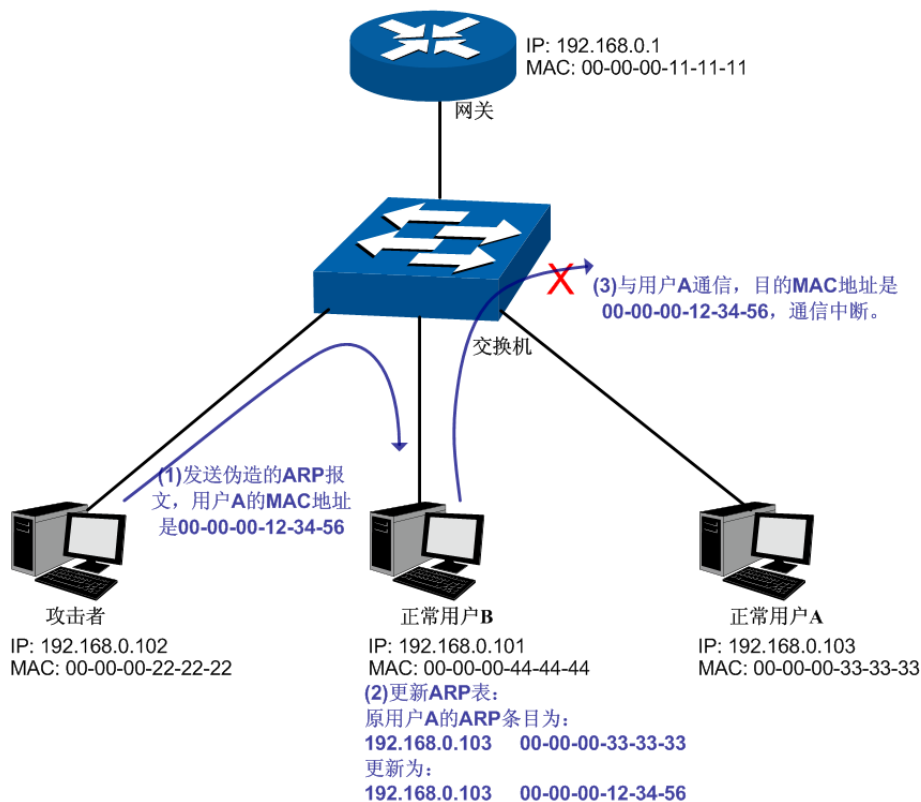 IP: 192.168.0.1
MAC: 00-00-00-11-11-11
网关
(3)与用户A通信，目的MAC地址是
00-00-00-12-34-56，通信中断。
交换机
(1)发送伪造的ARP报
文，用户A的MAC地址
是00-00-00-12-34-56
攻击者
IP: 192.168.0.102
MAC: 00-00-00-22-22-22
正常用户B
IP: 192.168.0.101
MAC: 00-00-00-44-44-44
(2)更新ARP表：
原用户A的ARP条目为：
192.168.0.103 00-00-00-33-33-33
更新为：
192.168.0.103 00-00-00-12-34-56
正常用户A
IP: 192.168.0.103
MAC: 00-00-00-33-33-33